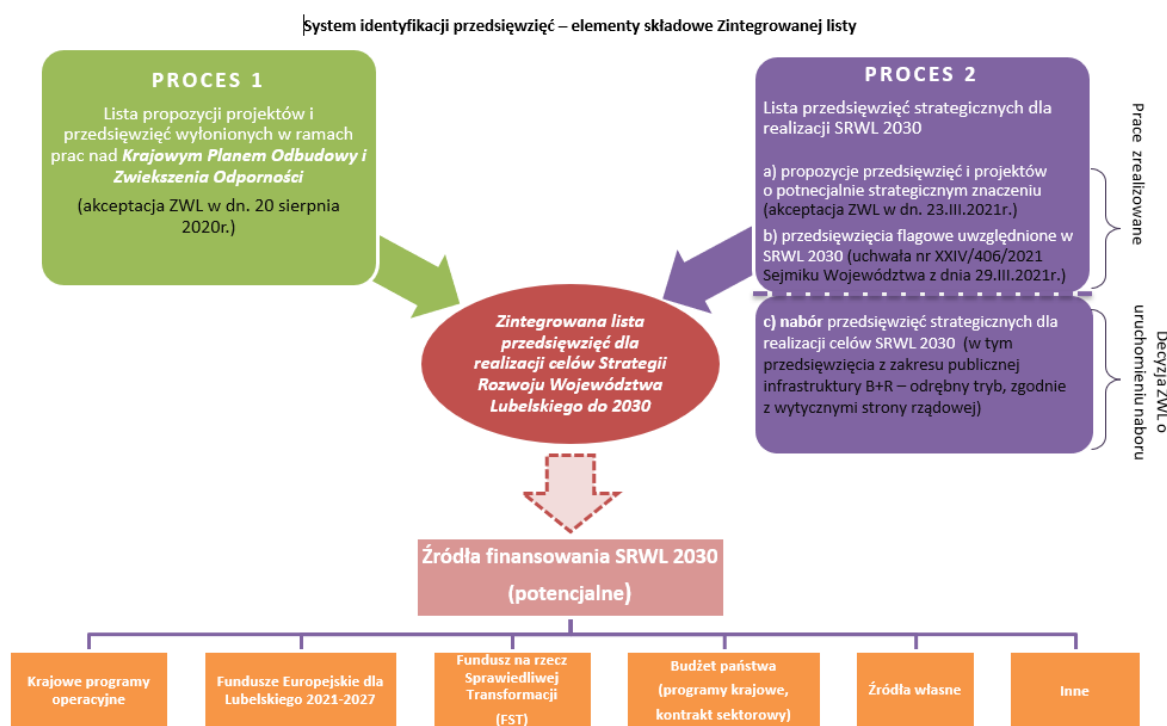 System identyfikacji przedsięwzięć – elementy składowe Zintegrowanej listy
PROCES 1
Lista propozycji projektów i
przedsięwzięć wyłonionych w ramach
prac nad Krajowym Planem Odbudowy i
Zwiekszenia Odporności
(akceptacja ZWL w dn. 20 sierpnia
2020r.)
PROCES 2
Lista przedsięwzięć strategicznych dla
realizacji SRWL 2030
a) propozycje przedsięwzięć i projektów
o potnecjalnie strategicznym znaczeniu
(akceptacja ZWL w dn. 23.III.2021r.)
b) przedsięwzięcia flagowe uwzględnione w
SRWL 2030 (uchwała nr XXIV/406/2021
Sejmiku Województwa z dnia 29.III.2021r.)
Prace zrealizowane
c) nabór przedsięwzięć strategicznych dla
realizacji celów SRWL 2030 (w tym
przedsięwzięcia z zakresu publicznej
infrastruktury B+R – odrębny tryb, zgodnie
z wytycznymi strony rządowej)
Decyzja ZWL o
uruchomieniu naboru
Zintegrowana lista
przedsięwzięć dla
realizacji celów Strategii
Rozwoju Województwa
Lubelskiego do 2030
Źródła finansowania SRWL 2030
(potencjalne)
Krajowe programy
operacyjne
Fundusze Europejskie dla
Lubelskiego 2021-2027
Fundusz na rzecz
Sprawiedliwej
Transformacji
(FST)
Budżet państwa
(programy krajowe,
kontrakt sektorowy)
Źródła własne
Inne